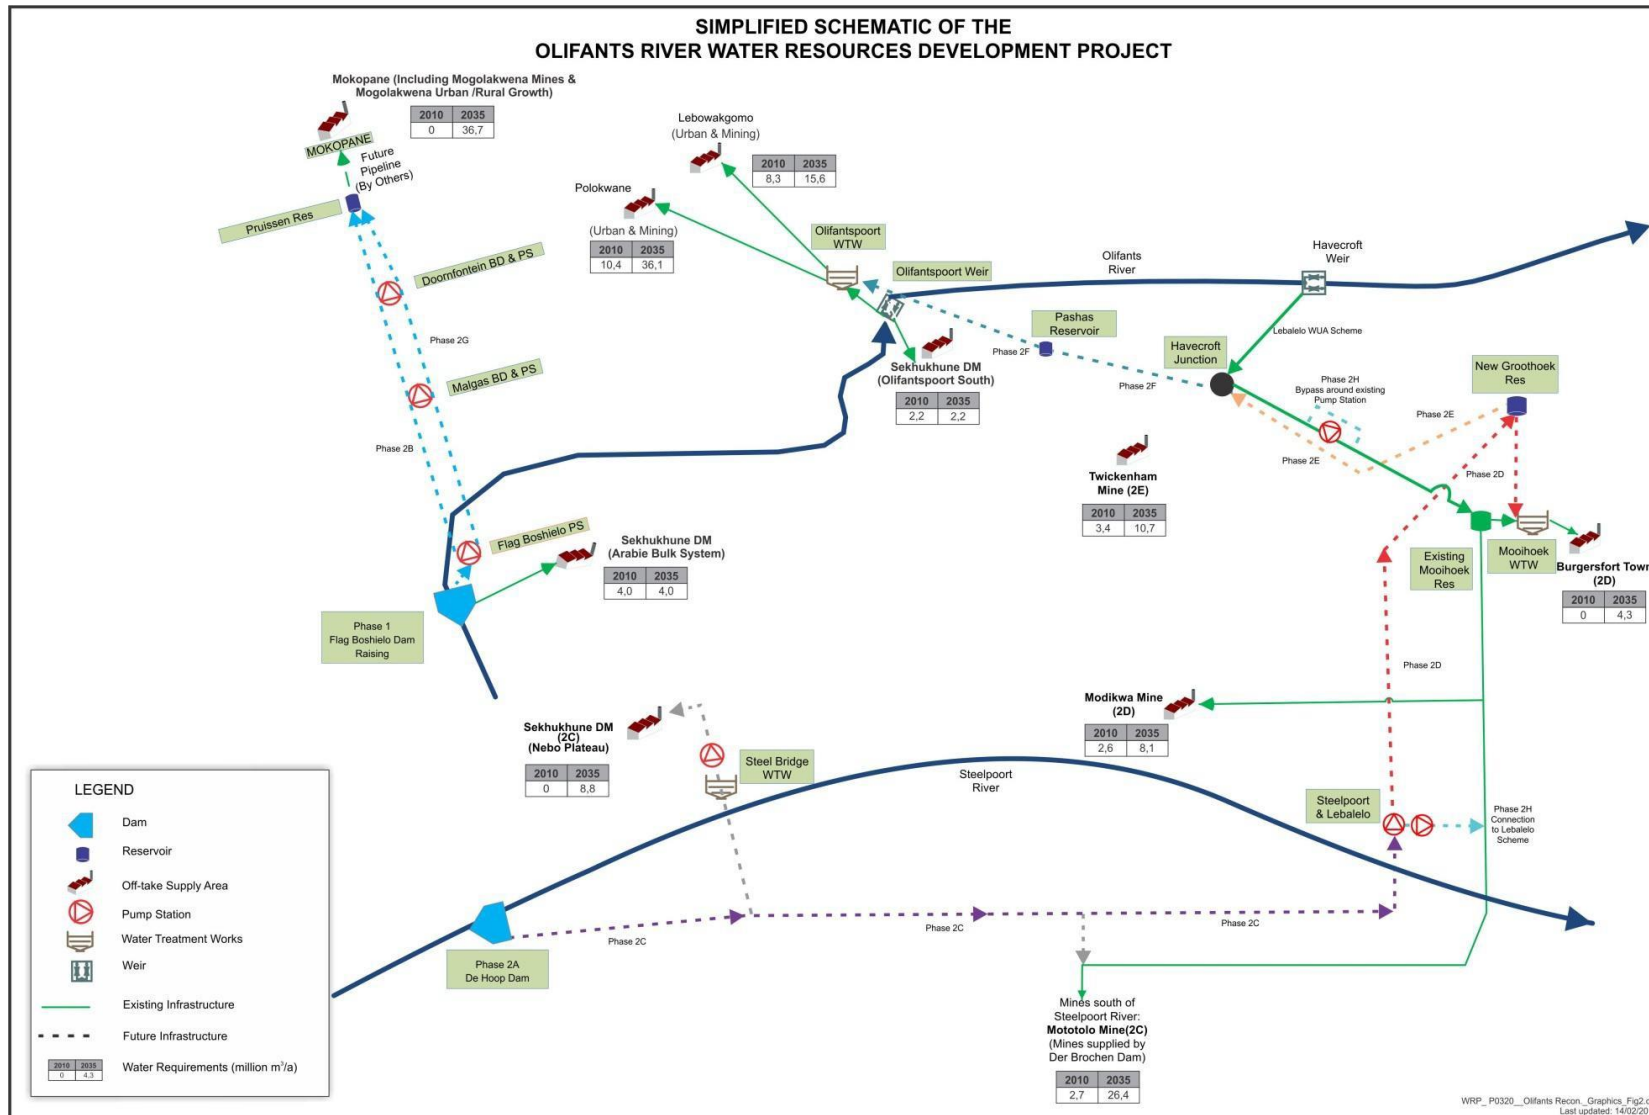 SIMPLIFIED SCHEMATIC OF THE
OLIFANTS RIVER WATER RESOURCES DEVELOPMENT PROJECT
Mokopane (Including Mogolakwena Mines &
Mogolakwena Urban /Rural Growth)
2010 2035
0 36,7
MOKOPANE
Future
Pipeline
(By Others)
Pruissen Res
Doornfontein BD & PS
Phase 2G
Malgas BD & PS
Phase 2B
Flag Boshielo PS
Sekhukhune DM
(Arabie Bulk System)
2010 2035
4,0 4,0
Phase 1
Flag Boshielo Dam
Raising
Lebowakgomo
(Urban & Mining)
2010 2035
8,3 15,6
Polokwane
(Urban & Mining)
2010 2035
10,4 36,1
Olifantspoort
WTW
Olifantspoort Weir
Olifants
River
Havecroft
Weir
Lebalelo WUA Scheme
Pashas
Reservoir
Phase 2F
Phase 2F
Havecroft
Junction
Sekhukhune DM
(Olifantspoort South)
2010 2035
2,2 2,2
Phase 2H
Bypass around existing
Pump Station
New Groothoek
Res
Phase 2E
Phase 2E
Phase 2D
Twickenham
Mine (2E)
2010 2035
3,4 10,7
Existing
Mooihoek
Res
Mooihoek
WTW
Burgersfort Town
(2D)
2010 2035
0 4,3
Phase 2D
Modikwa Mine
(2D)
2010 2035
2,6 8,1
Sekhukhune DM
(2C)
(Nebo Plateau)
2010 2035
0 8,8
Steel Bridge
WTW
Steelpoort
River
Steelpoort
& Lebalelo
Phase 2H
Connection
to Lebalelo
Scheme
Phase 2C
Phase 2C
Phase 2C
Phase 2A
De Hoop Dam
Mines south of
Steelpoort River:
Mototolo Mine(2C)
(Mines supplied by
Der Brochen Dam)
2010 2035
2,7 26,4
LEGEND
Dam
Reservoir
Off-take Supply Area
Pump Station
Water Treatment Works
Weir
Existing Infrastructure
Future Infrastructure
2010 2035
0 4,3
Water Requirements (million m³/a)
WRP_ P0320__Olifants Recon._Graphics_Fig2.
Last updated: 14/02/20